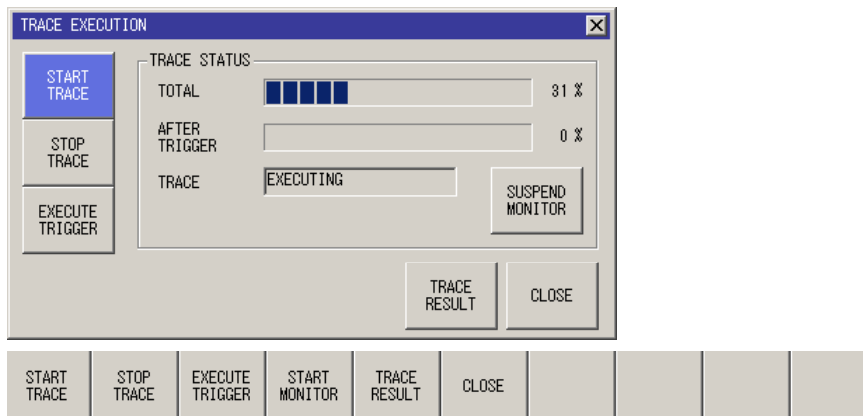 TRACE EXECUTION
START
TRACE
STOP
TRACE
EXECUTE
TRIGGER
TRACE STATUS
TOTAL
31 %
AFTER
TRIGGER
0 %
TRACE
EXECUTING
SUSPEND
MONITOR
TRACE
RESULT
CLOSE
START
TRACE
STOP
TRACE
EXECUTE
TRIGGER
START
MONITOR
TRACE
RESULT
CLOSE